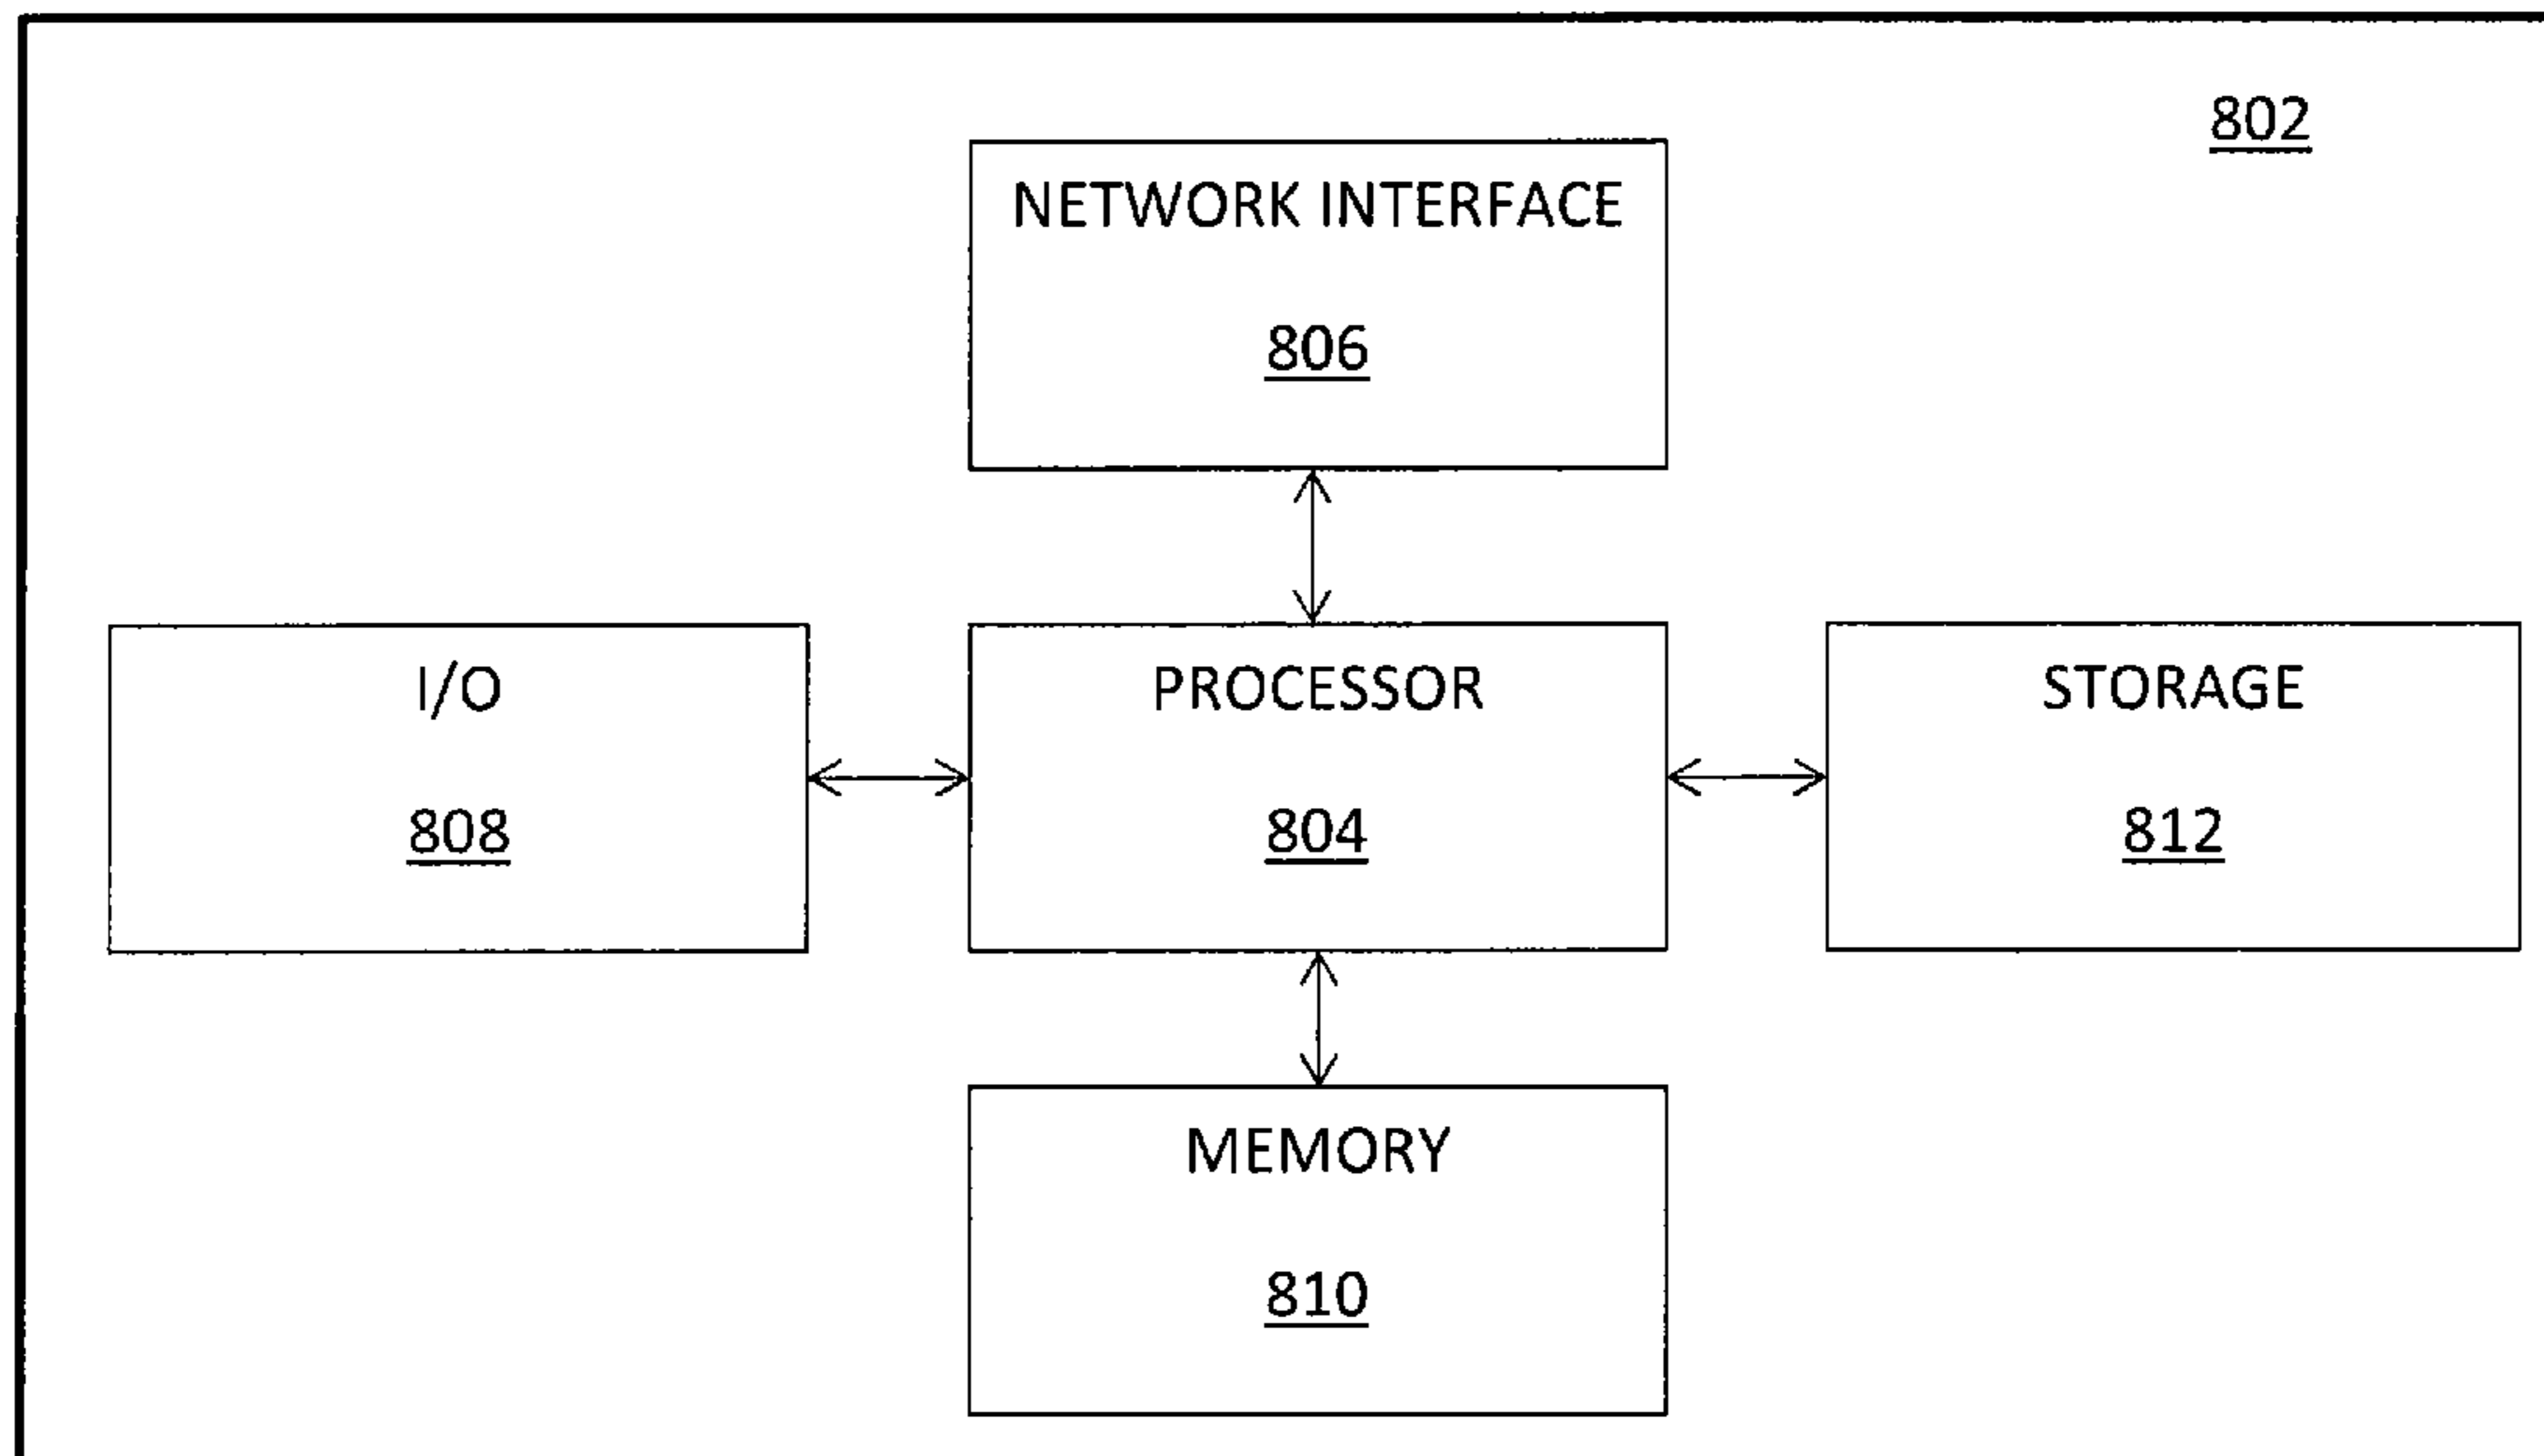 802
NETWORK INTERFACE
806
I/O
808
PROCESSOR
804
STORAGE
812
MEMORY
810